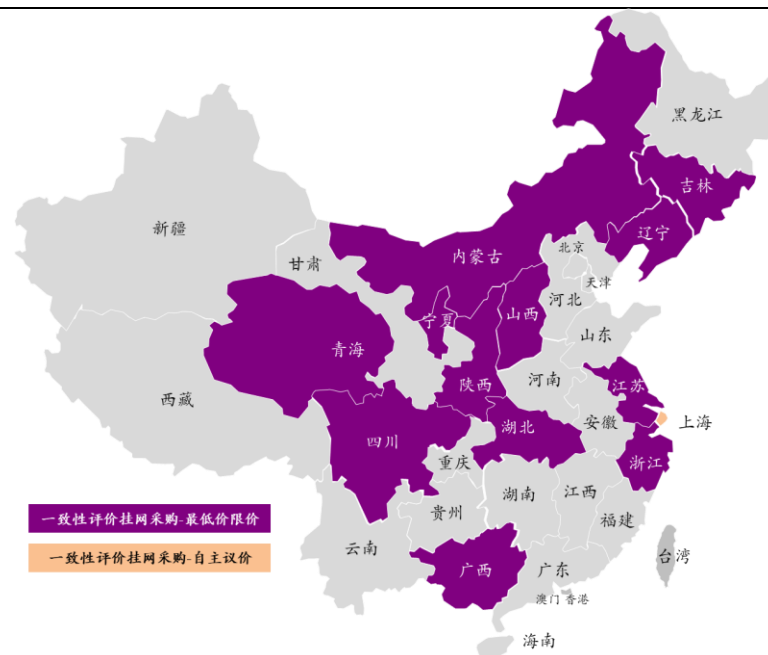 黑龙江
吉林
新疆
辽宁
北京
内蒙古
甘肃
天津
河北
山西
宁夏
山东
青海
河南
陕西
江苏
西藏
安徽
上海
湖北
四川
重庆
浙江
湖南
江西
贵州
福建
一致性评价挂网采购-最低价限价
云南
台湾
一致性评价挂网采购-自主议价
广西
广东
澳门 香港
海南